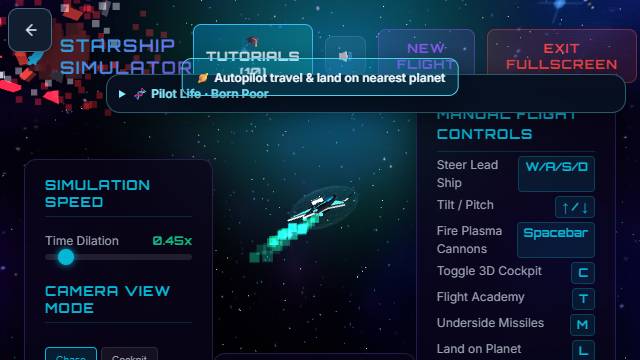 STARSHIP
SIMULATOR
TUTORIALS
(10)
NEW
FLIGHT
EXIT
FULLSCREEN
🪐 Autopilot travel & land on nearest planet
▶ 🧬 Pilot Life · Born Poor
SIMULATION
SPEED
Time Dilation 0.45x
CAMERA VIEW
MODE
Chase Cockpit
MANUAL FLIGHT
CONTROLS
Steer Lead
Ship W/A/S/D
Tilt / Pitch ↑/↓
Fire Plasma
Cannons Spacebar
Toggle 3D Cockpit C
Flight Academy T
Underside Missiles M
Land on Planet L